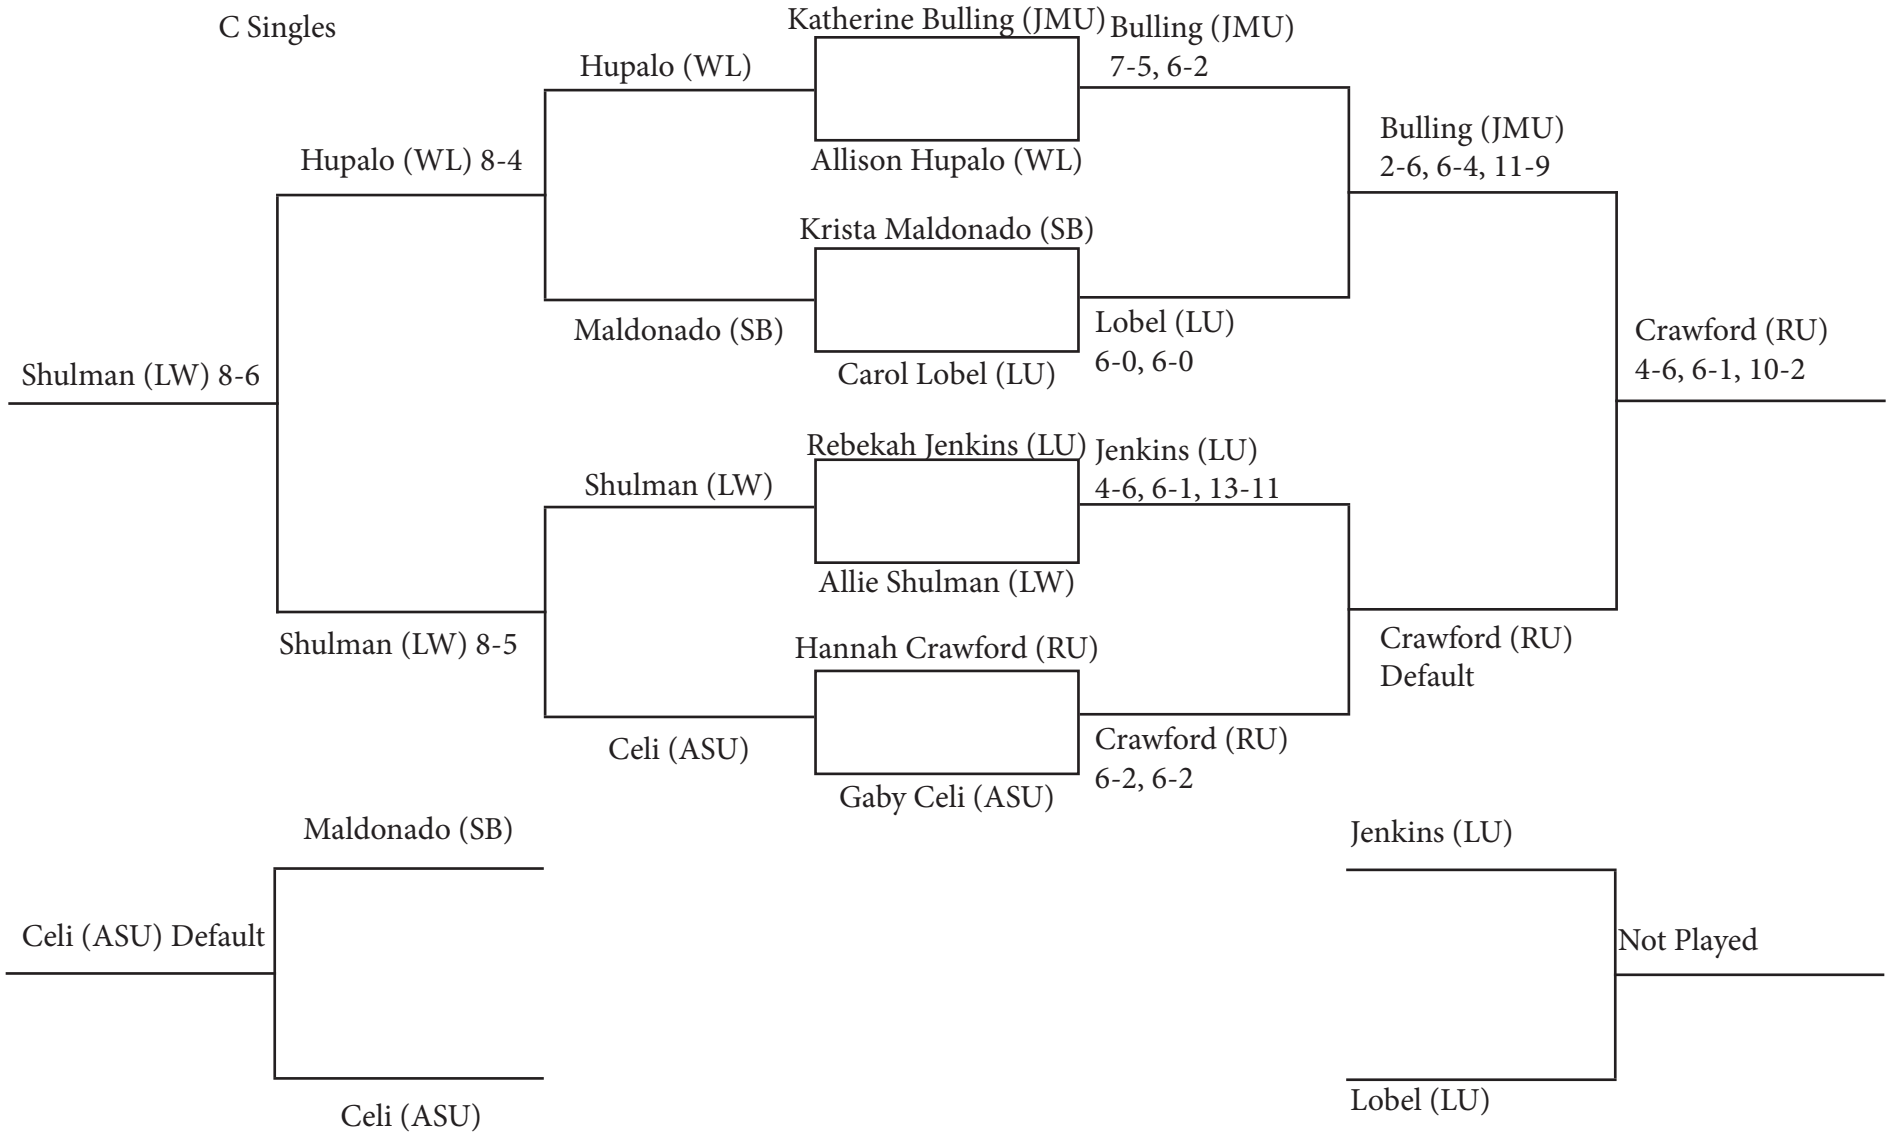 C Singles
Katherine Bulling (JMU)
Bulling (JMU)
7-5, 6-2
Hupalo (WL)
Bulling (JMU)
2-6, 6-4, 11-9
Hupalo (WL) 8-4
Allison Hupalo (WL)
Krista Maldonado (SB)
Maldonado (SB)
Lobel (LU)
6-0, 6-0
Carol Lobel (LU)
Crawford (RU)
4-6, 6-1, 10-2
Shulman (LW) 8-6
Rebekah Jenkins (LU)
Jenkins (LU)
4-6, 6-1, 13-11
Shulman (LW)
Allie Shulman (LW)
Shulman (LW) 8-5
Hannah Crawford (RU)
Crawford (RU)
Default
Celi (ASU)
Crawford (RU)
6-2, 6-2
Gaby Celi (ASU)
Maldonado (SB)
Jenkins (LU)
Celi (ASU) Default
Not Played
Celi (ASU)
Lobel (LU)